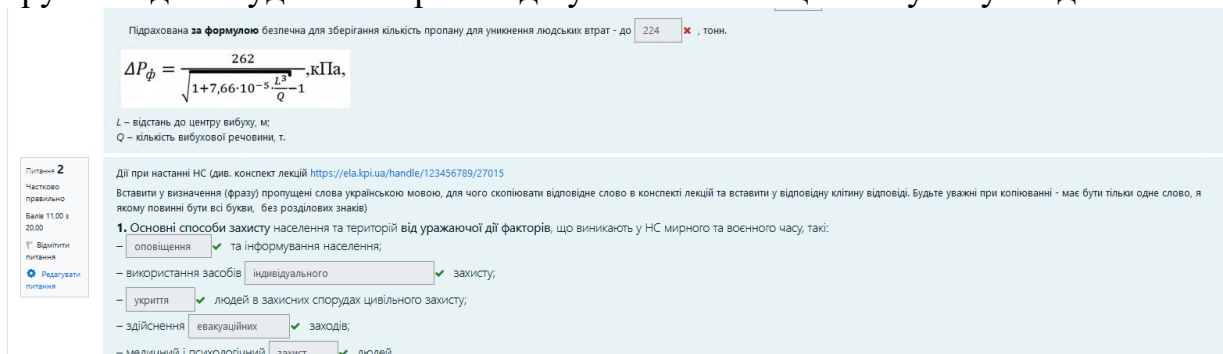 Підрахована за формулою безпечна для зберігання кількість пропану для уникнення людських втрат - до 224 ✖ , тонн.
ΔPф = 262 / √1+7,66·10⁻⁵·L³/Q−1 ,кПа,
L – відстань до центру вибуху, м;
Q – кількість вибухової речовини, т.
Питання 2
Частково
правильно
Балів 11,00 з
20,00
Відмітити
питання
Редагувати
питання
Дії при настанні НС (див. конспект лекцій https://ela.kpi.ua/handle/123456789/27015
Вставити у визначення (фразу) пропущені слова українською мовою, для чого скопіювати відповідне слово в конспекті лекцій та вставити у відповідну клітину відповіді. Будьте уважні при копіюванні - має бути тільки одне слово, я
якому повинні бути всі букви, без розділових знаків)
1. Основні способи захисту населення та територій від уражаючої дії факторів, що виникають у НС мирного та воєнного часу, такі:
– оповіщення ✔ та інформування населення;
– використання засобів індивідуального ✔ захисту;
– укриття ✔ людей в захисних спорудах цивільного захисту;
– здійснення евакуаційних ✔ заходів;
– медичний і психологічний захист ✔ людей